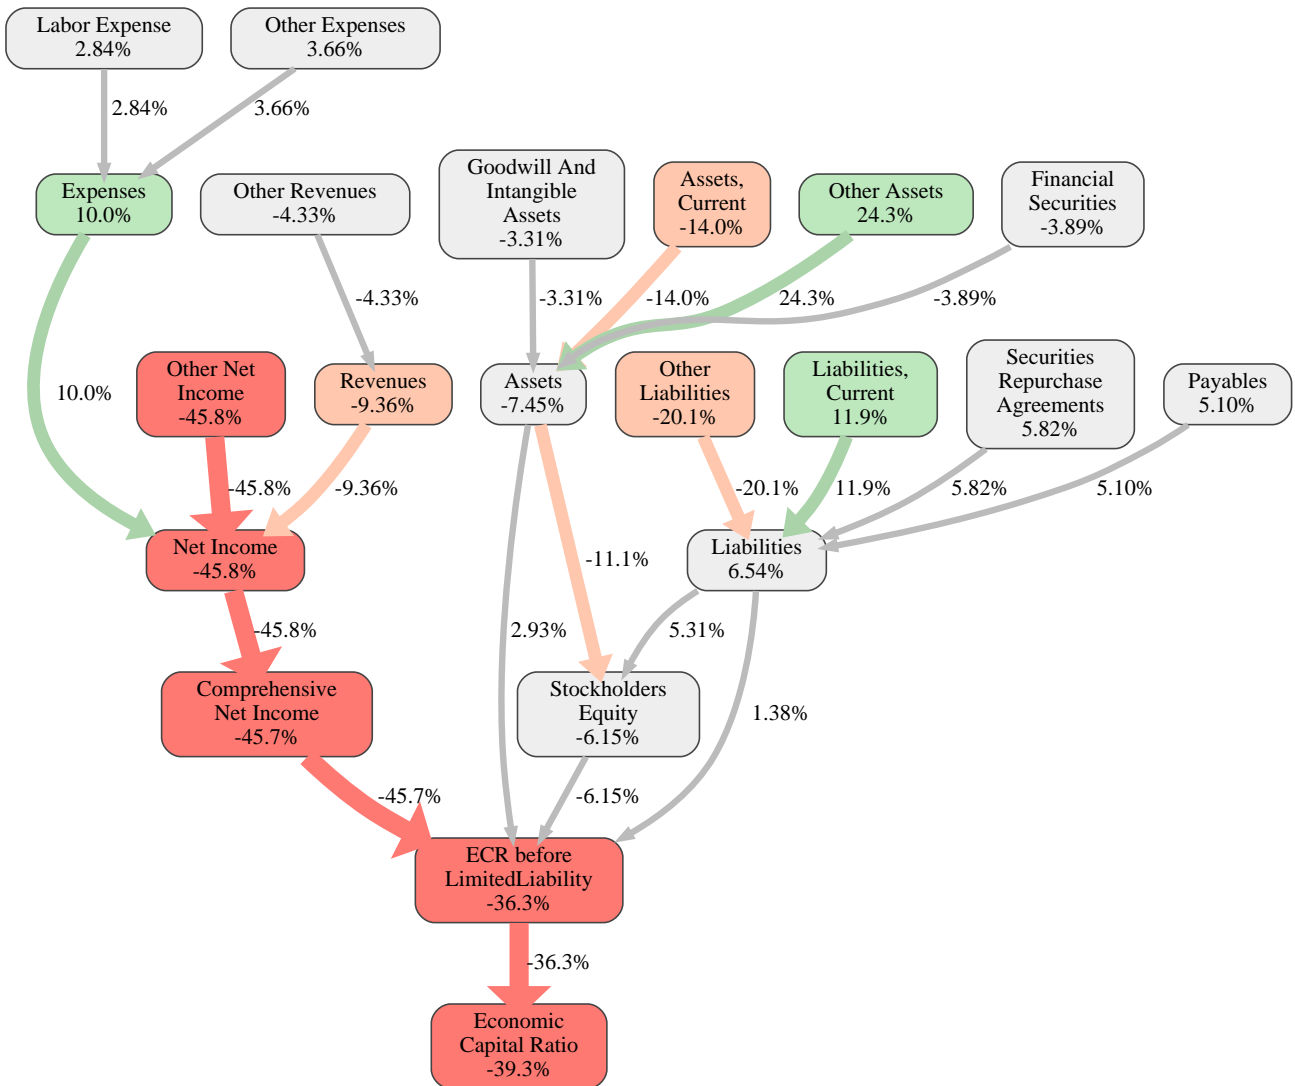 Labor Expense
2.84%
Other Expenses
3.66%
2.84%
3.66%
Expenses
10.0%
Other Revenues
-4.33%
Goodwill And
Intangible
Assets
-3.31%
Assets,
Current
-14.0%
Other Assets
24.3%
Financial
Securities
-3.89%
-4.33%
-3.31%
-14.0%
24.3%
-3.89%
10.0%
Other Net
Income
-45.8%
Revenues
-9.36%
Assets
-7.45%
Other
Liabilities
-20.1%
Liabilities,
Current
11.9%
Securities
Repurchase
Agreements
5.82%
Payables
5.10%
-45.8%
-9.36%
-20.1%
11.9%
5.82%
5.10%
Net Income
-45.8%
-11.1%
Liabilities
6.54%
-45.8%
2.93%
5.31%
Comprehensive
Net Income
-45.7%
Stockholders
Equity
-6.15%
1.38%
-45.7%
-6.15%
ECR before
LimitedLiability
-36.3%
-36.3%
Economic
Capital Ratio
-39.3%